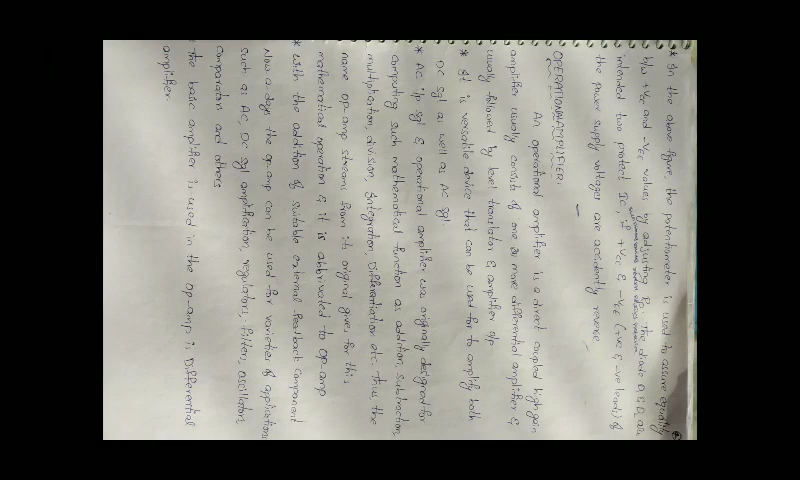 * In the above figure, the potentiometer is used to assure equality
b/w +Vcc and -VEE values by adjusting Rp. The diode D1 & D2 are
intended two protect IC, if +Vcc & -VEE (+ve & -ve leads) of
the power supply voltages are accidently reverse.
OPERATIONAL AMPLIFIER:
An operational amplifier is a direct coupled high gain
amplifier usually consists of one or more differential amplifier &
usually followed by level translator & amplifier o/p
* It is versatile device that can be used for to amplify both
DC sgl as well as AC sgl.
* AC i/p sgl & operational amplifier was originally designed for
computing such mathematical function as addition, subtraction,
multiplication, division, Integration, Differentiation etc. Thus the
name op-amp streams from its original gives for this
mathematical operation & it is abbrivated to op-amp
* With the addition of suitable external feedback component
Now-a-days the op-amp can be used for varieties of applications
such as AC, DC sgl amplification, regulators, filters, oscillators,
comparators and others
The basic amplifier is used in the op-amp is Differential
amplifier